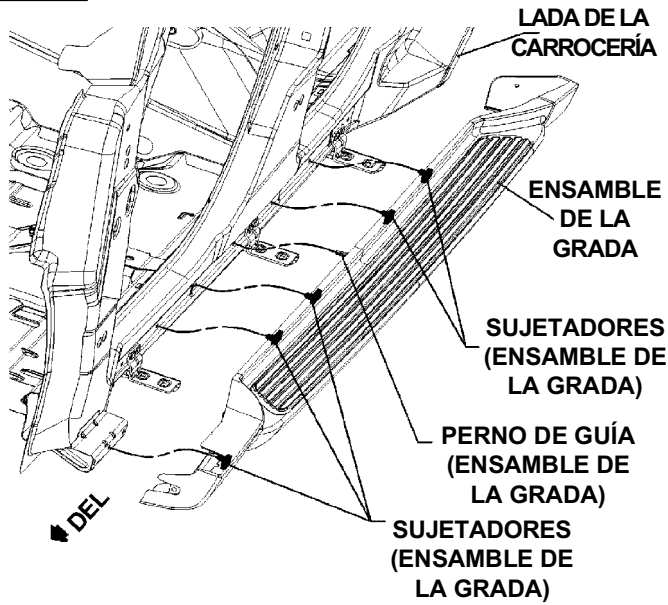 LADA DE LA
CARROCERÍA
ENSAMBLE
DE LA
GRADA
SUJETADORES
(ENSAMBLE DE
LA GRADA)
PERNO DE GUÍA
(ENSAMBLE DE
LA GRADA)
SUJETADORES
(ENSAMBLE DE
LA GRADA)
DEL